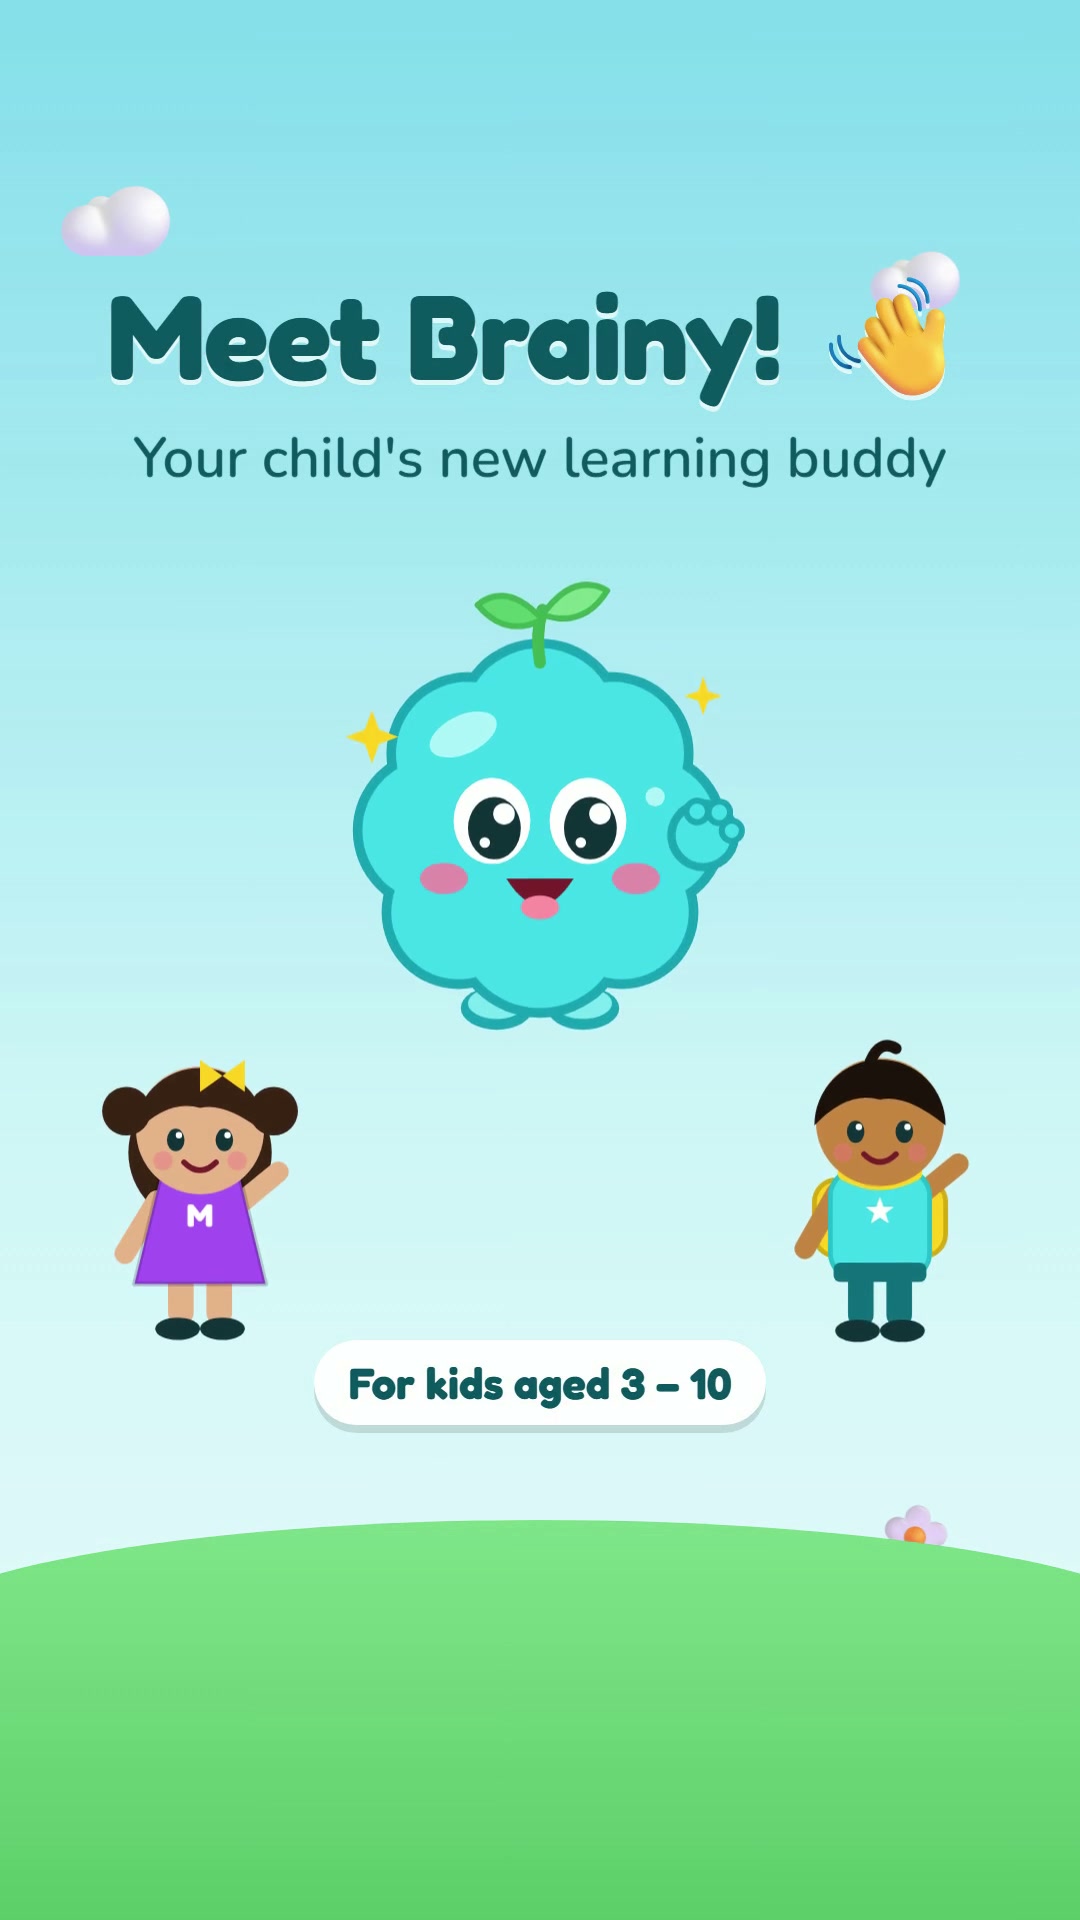 Meet Brainy! 👋
Your child's new learning buddy
M
For kids aged 3 – 10